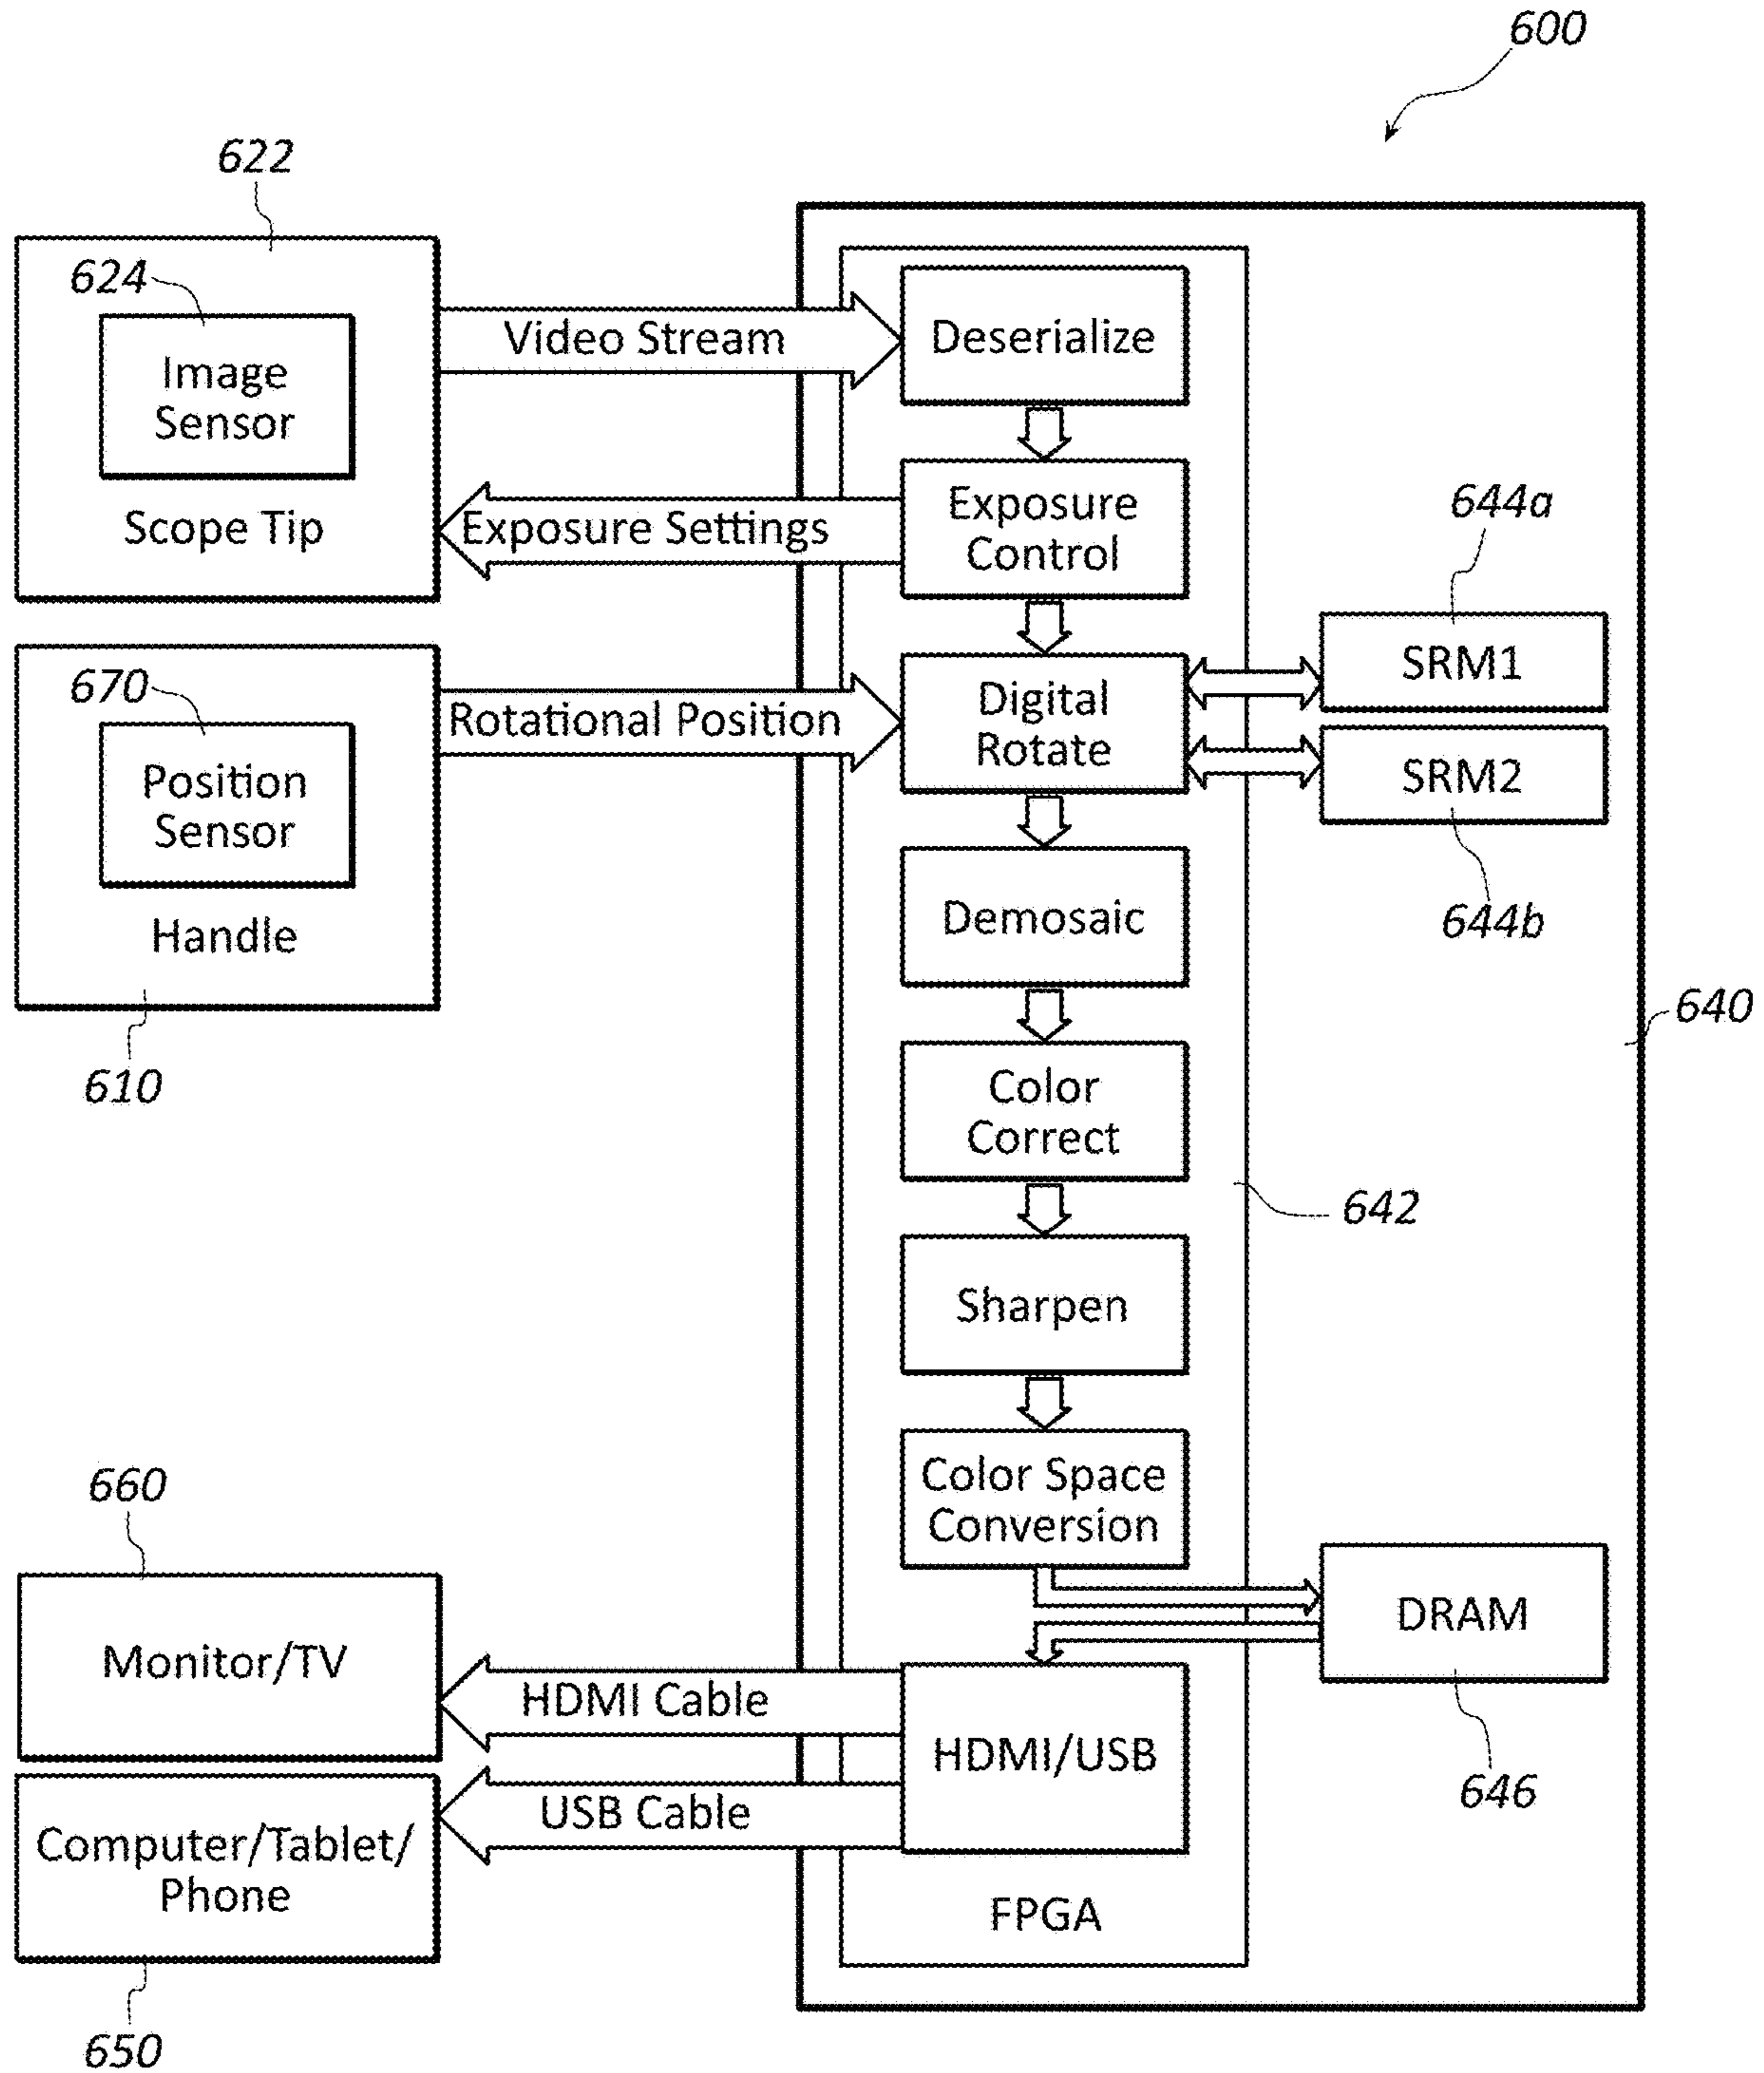 600
622
624
Image
Sensor
Scope Tip
Video Stream
Deserialize
Exposure Settings
Exposure
Control
644a
SRM1
670
Position
Sensor
Handle
610
Rotational Position
Digital
Rotate
SRM2
644b
Demosaic
640
Color
Correct
642
Sharpen
Color Space
Conversion
660
Monitor/TV
HDMI Cable
DRAM
646
HDMI/USB
USB Cable
Computer/Tablet/
Phone
650
FPGA